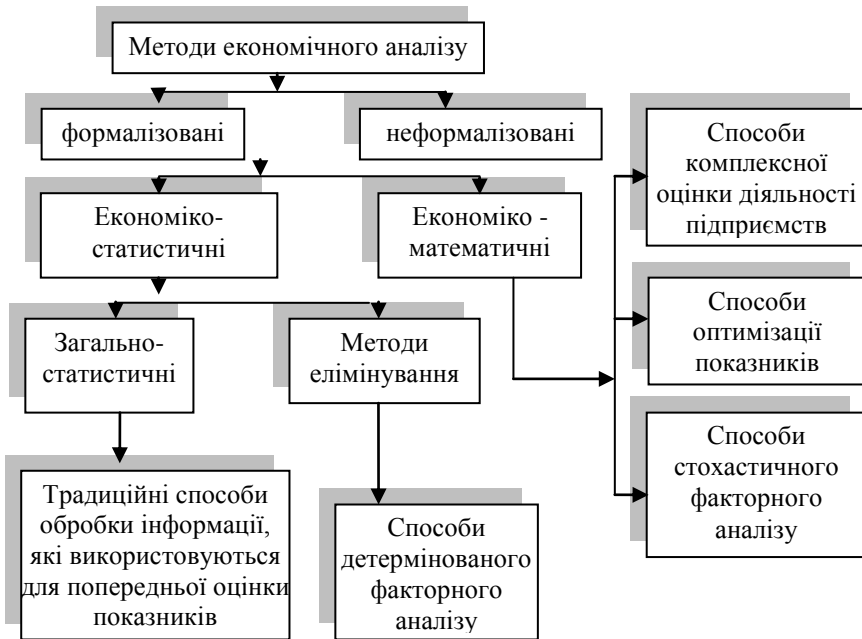 Методи економічного аналізу
формалізовані
неформалізовані
Економіко-
статистичні
Економіко -
математичні
Загально-
статистичні
Методи
елімінування
Традиційні способи
обробки інформації,
які використовуються
для попередньої оцінки
показників
Способи
детермінованого
факторного
аналізу
Способи
комплексної
оцінки діяльності
підприємств
Способи
оптимізації
показників
Способи
стохастичного
факторного
аналізу